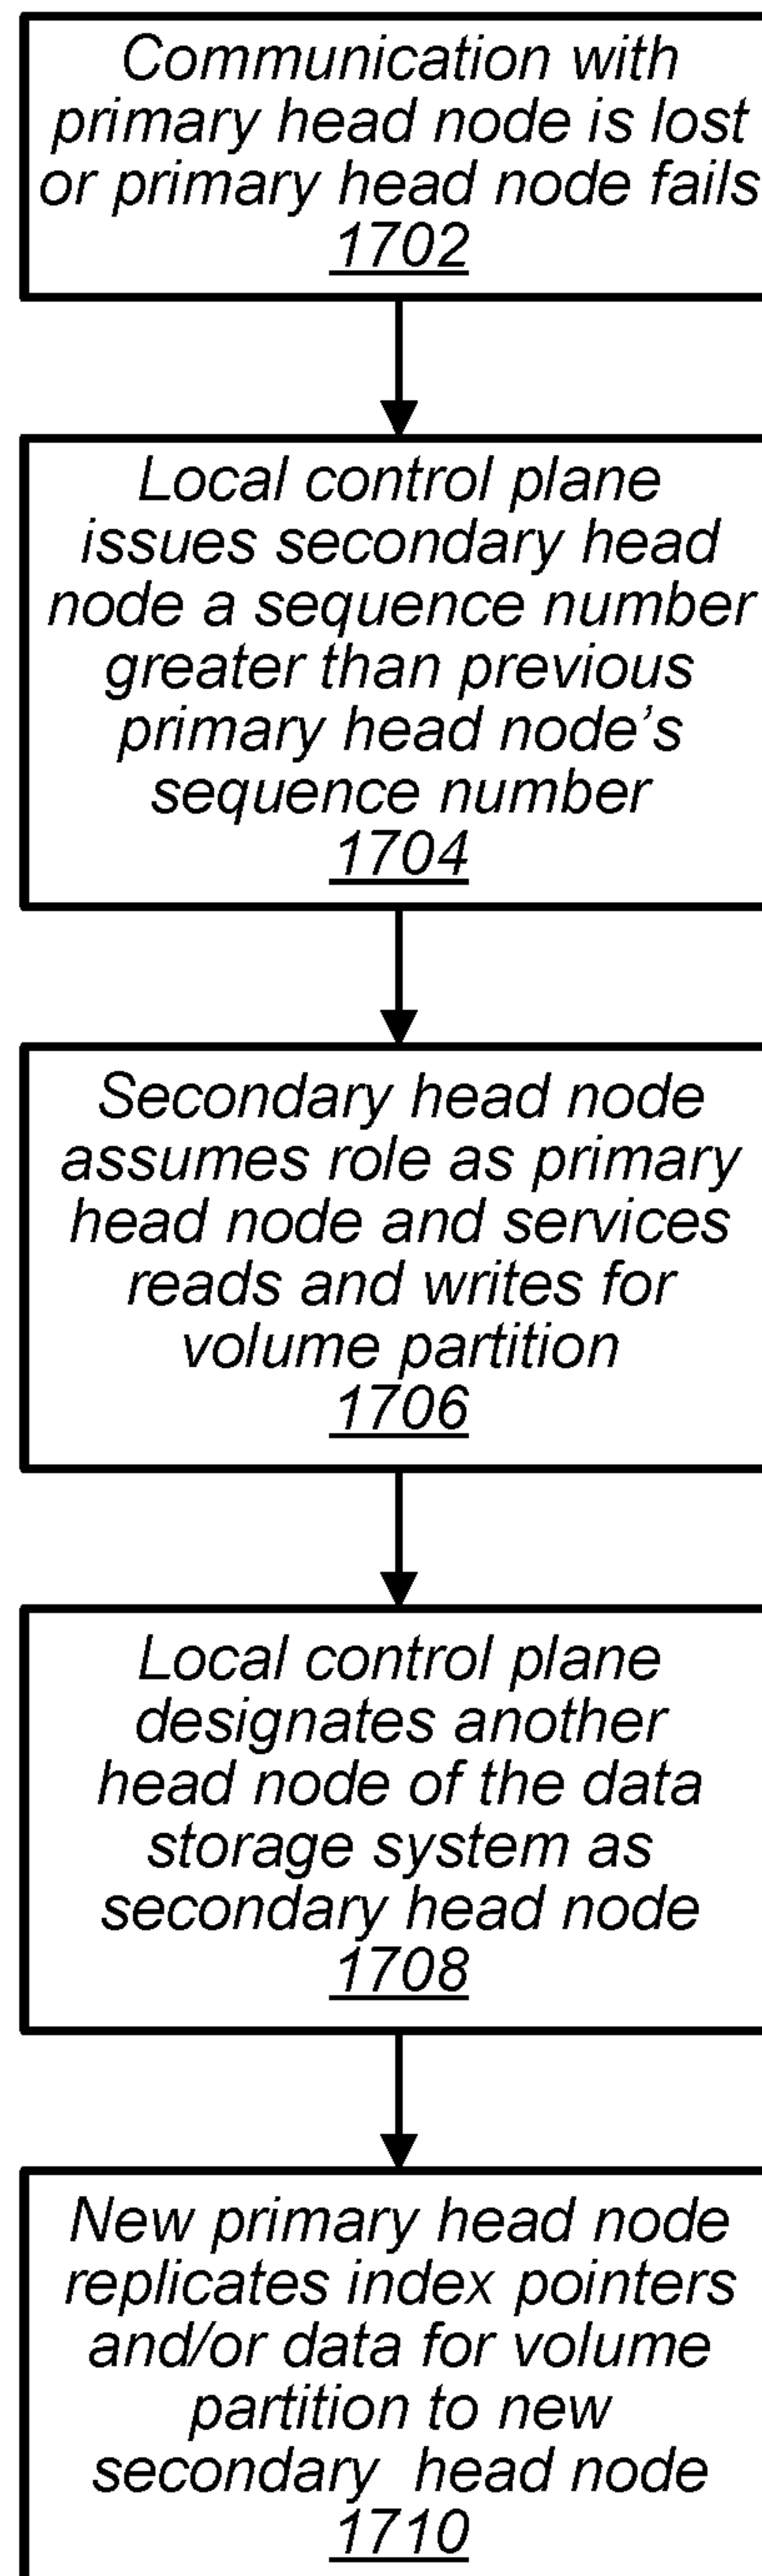 Communication with
primary head node is lost
or primary head node fails
1702
Local control plane
issues secondary head
node a sequence number
greater than previous
primary head node’s
sequence number
1704
Secondary head node
assumes role as primary
head node and services
reads and writes for
volume partition
1706
Local control plane
designates another
head node of the data
storage system as
secondary head node
1708
New primary head node
replicates index pointers
and/or data for volume
partition to new
secondary head node
1710